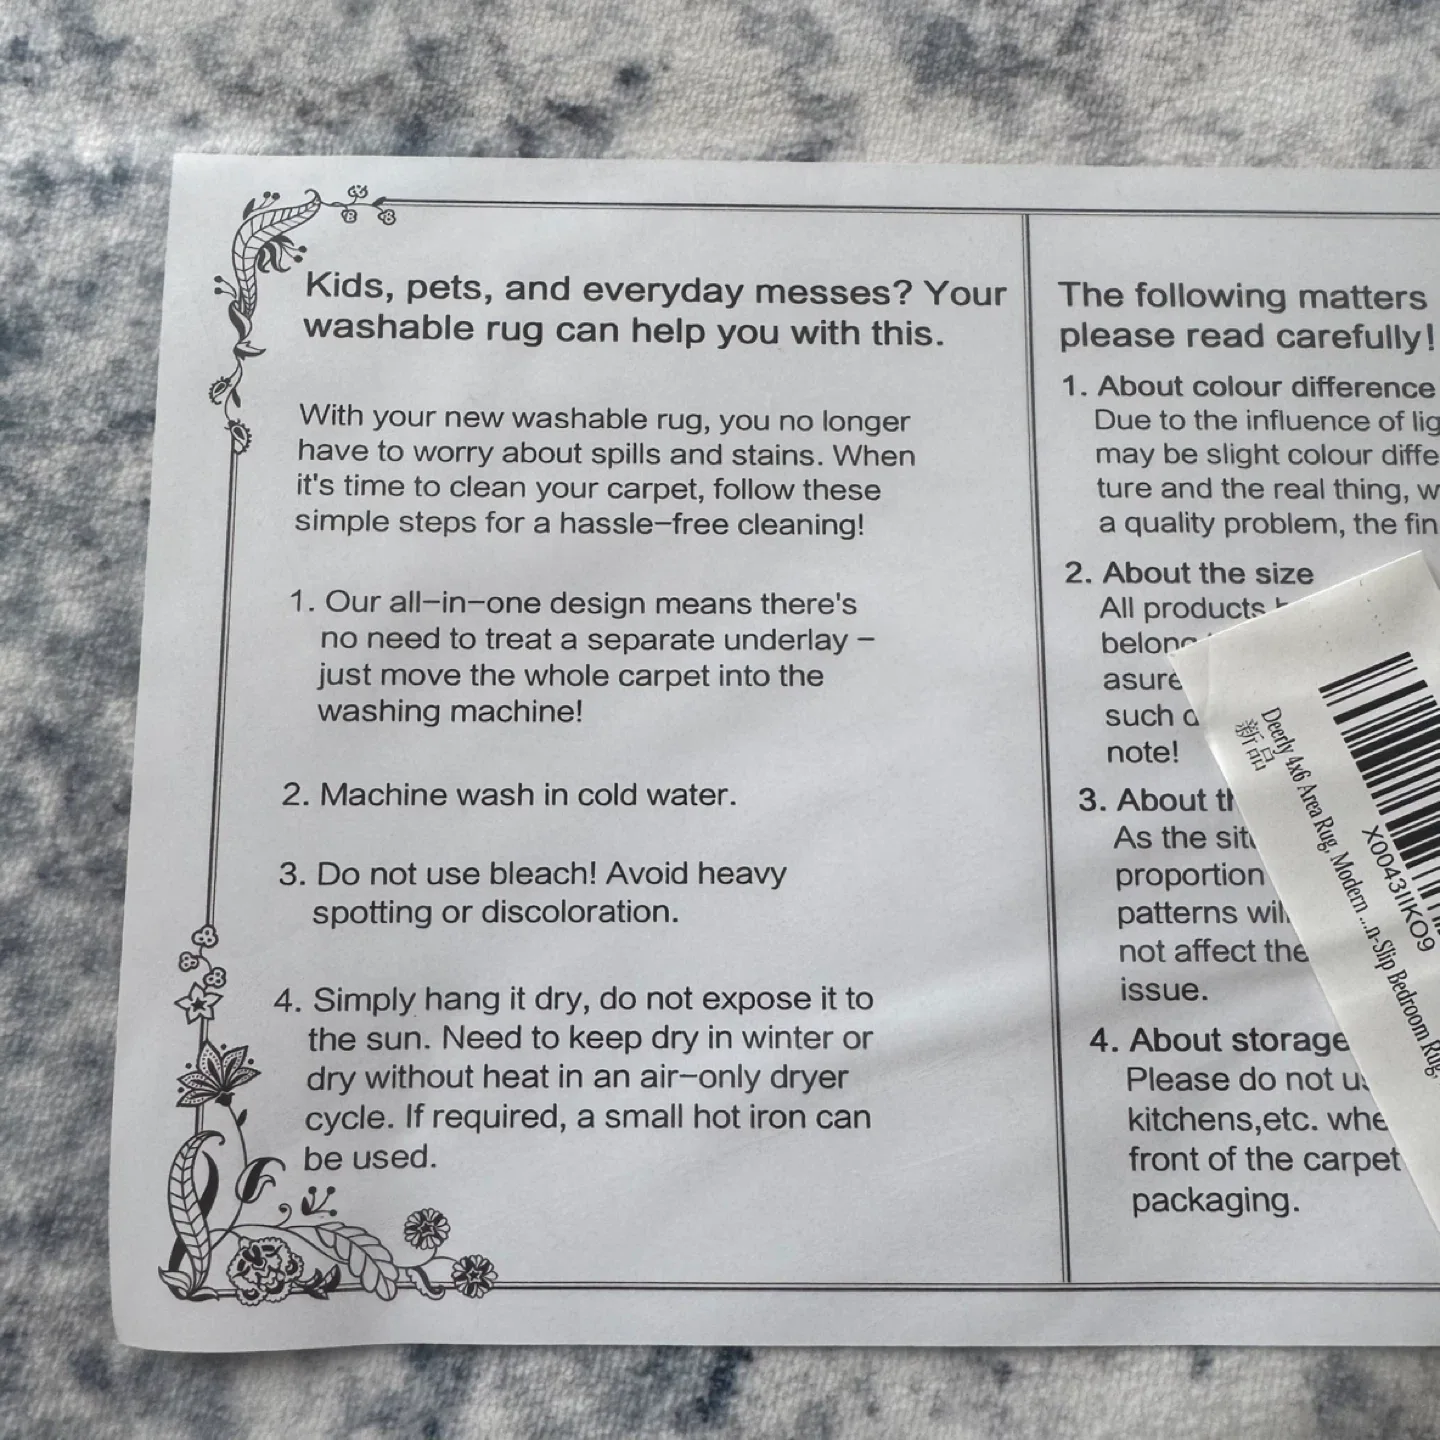 Kids, pets, and everyday messes? Your
washable rug can help you with this.
With your new washable rug, you no longer
have to worry about spills and stains. When
it's time to clean your carpet, follow these
simple steps for a hassle-free cleaning!
1. Our all-in-one design means there's
no need to treat a separate underlay -
just move the whole carpet into the
washing machine!
2. Machine wash in cold water.
3. Do not use bleach! Avoid heavy
spotting or discoloration.
4. Simply hang it dry, do not expose it to
the sun. Need to keep dry in winter or
dry without heat in an air-only dryer
cycle. If required, a small hot iron can
be used.
The following matters
please read carefully!
1. About colour difference
Due to the influence of
may be slight colour
ture and the real thing,
a quality problem, the
2. About the size
All products
such
note!
3. About
As the
proportion
patterns
not affect the
issue.
4. About storage
Please do not
kitchens,etc.
front of the carpet
packaging.
X0043IIKO9
Deerly 4x6 Area Rug, Modern ...n-Slip Bedroom Rug,
新品